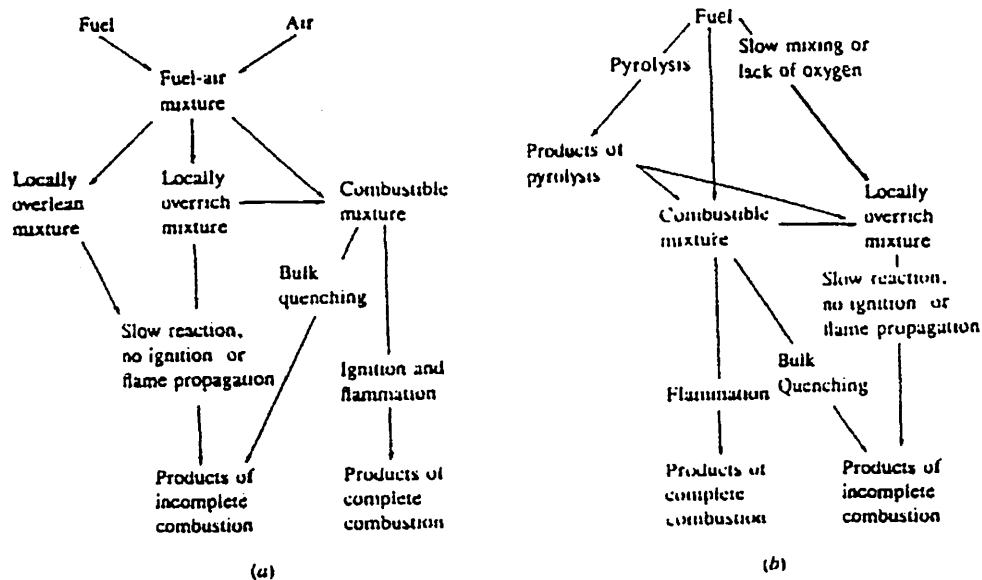 Fuel
Air
Fuel-air
mixture
Locally
overlean
mixture
Locally
overrich
mixture
Combustible
mixture
Bulk
quenching
Slow reaction,
no ignition or
flame propagation
Ignition and
flammation
Products of
incomplete
combustion
Products of
complete
combustion
(a)
Fuel
Pyrolysis
Slow mixing or
lack of oxygen
Products of
pyrolysis
Combustible
mixture
Locally
overrich
mixture
Slow reaction,
no ignition or
flame propagation
Flammation
Bulk
Quenching
Products of
complete
combustion
Products of
incomplete
combustion
(b)